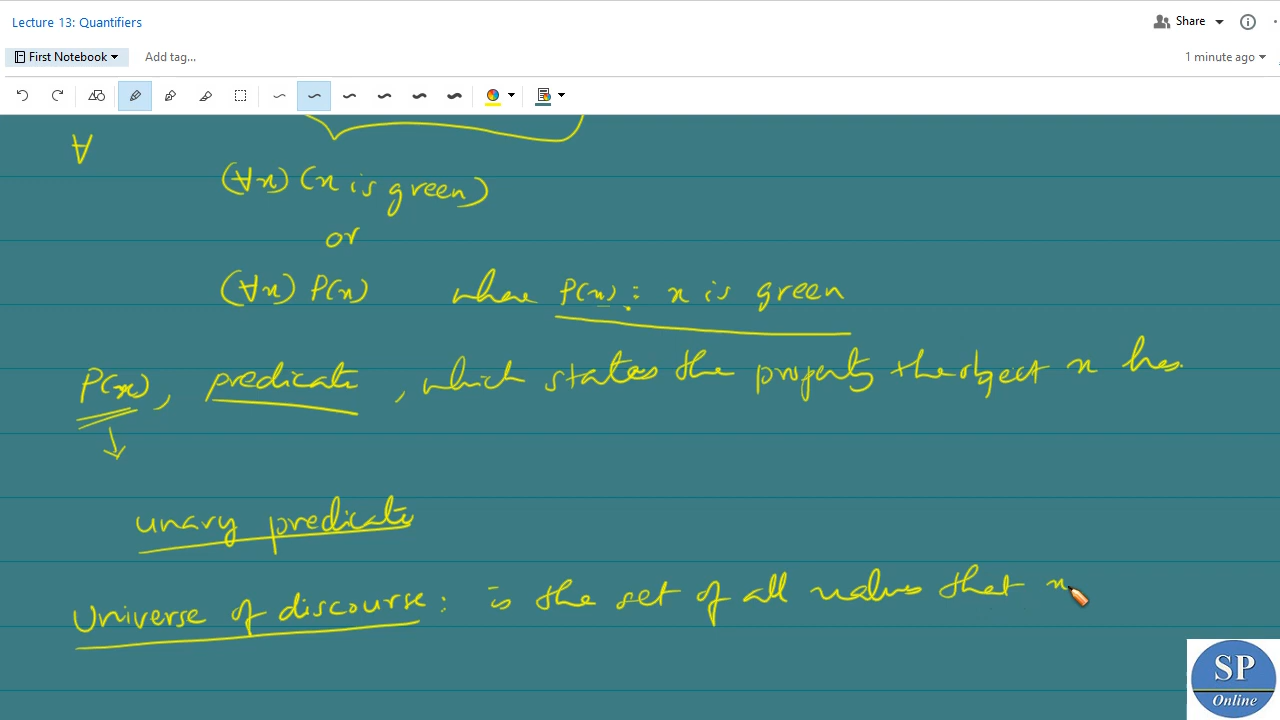 Lecture 13: Quantifiers
Share
First Notebook
Add tag...
1 minute ago
∀
(∀x) (x is green)
or
(∀x) P(x) where P(x): x is green
P(x), predicate, which states the property the object x has.
unary predicate
Universe of discourse: is the set of all values that x
SP
Online